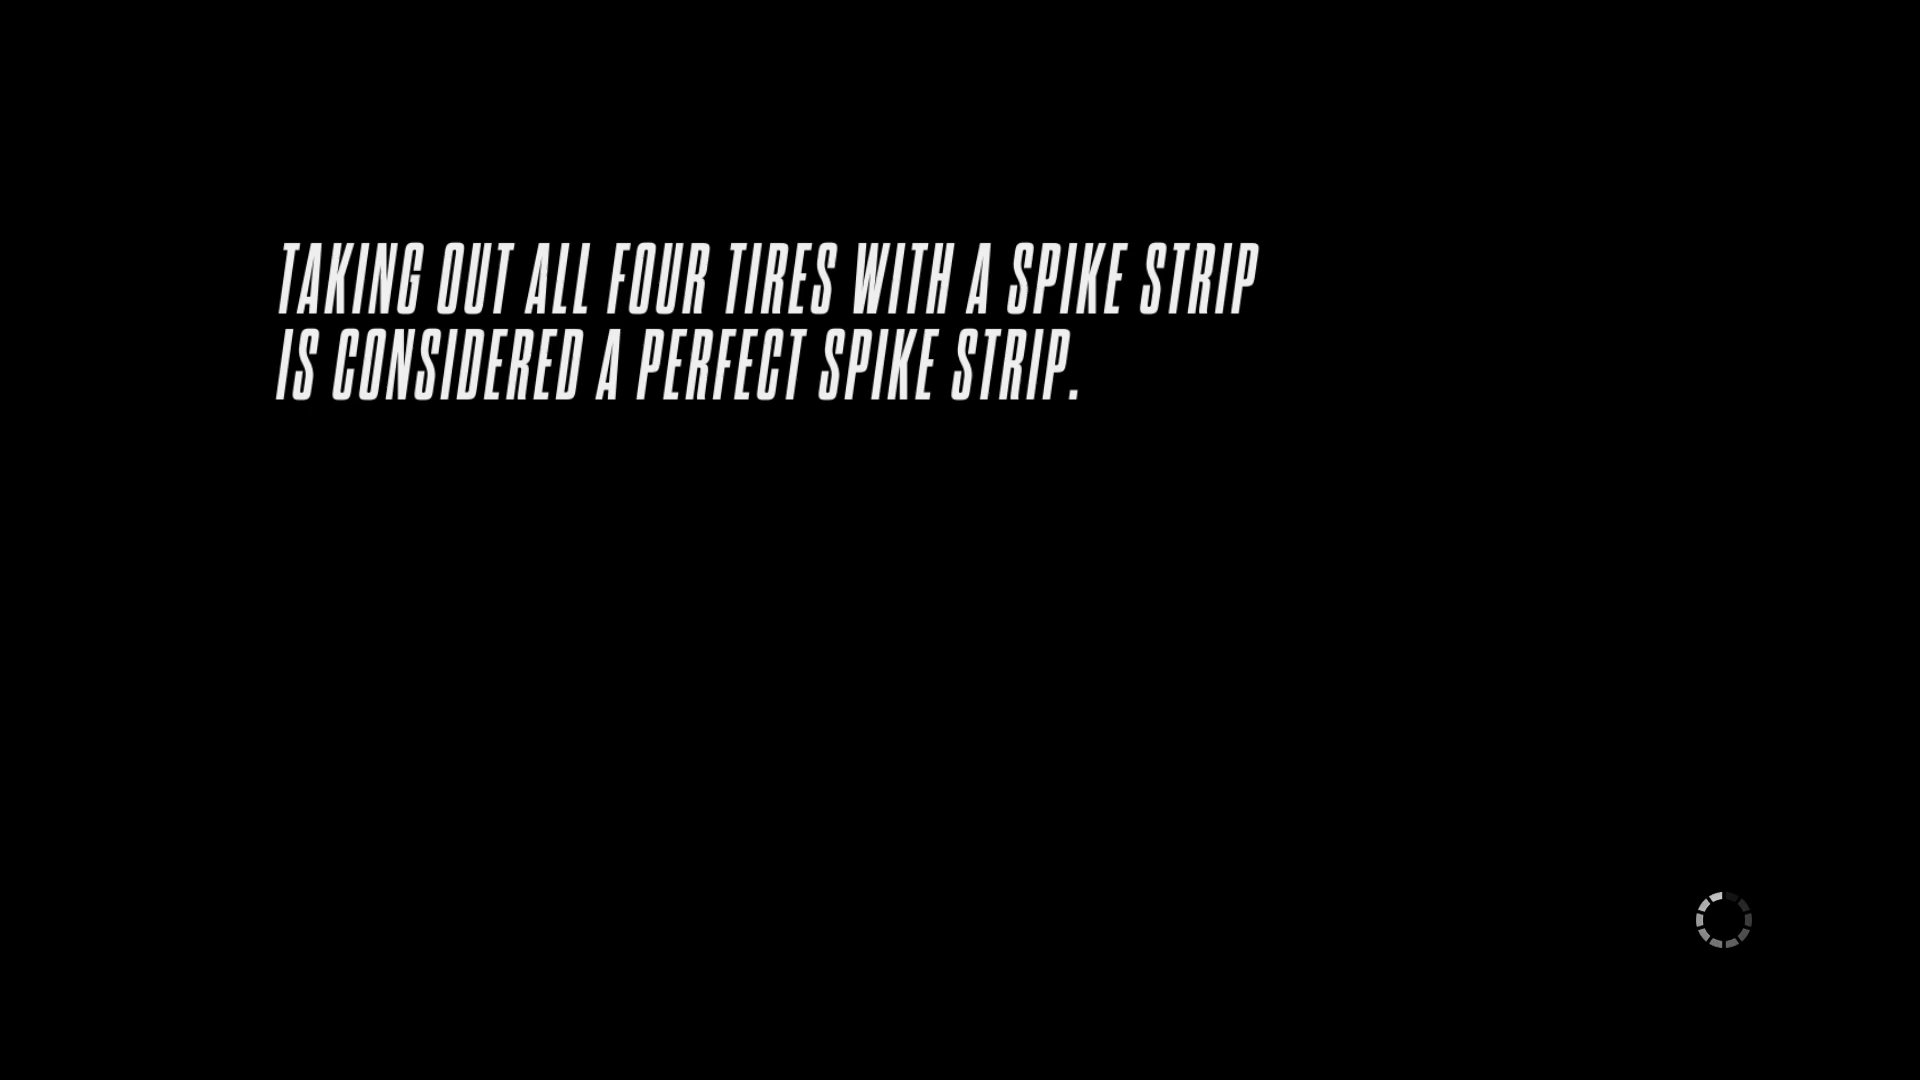 TAKING OUT ALL FOUR TIRES WITH A SPIKE STRIP
IS CONSIDERED A PERFECT SPIKE STRIP.